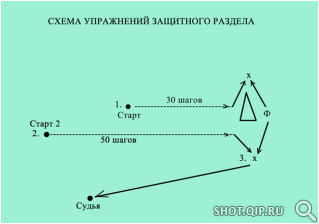 СХЕМА УПРАЖНЕНИЙ ЗАЩИТНОГО РАЗДЕЛА
х
30 шагов
1.
Старт
Ф
Старт 2
2.
50 шагов
3. х
Судья
SHOT.QIP.RU